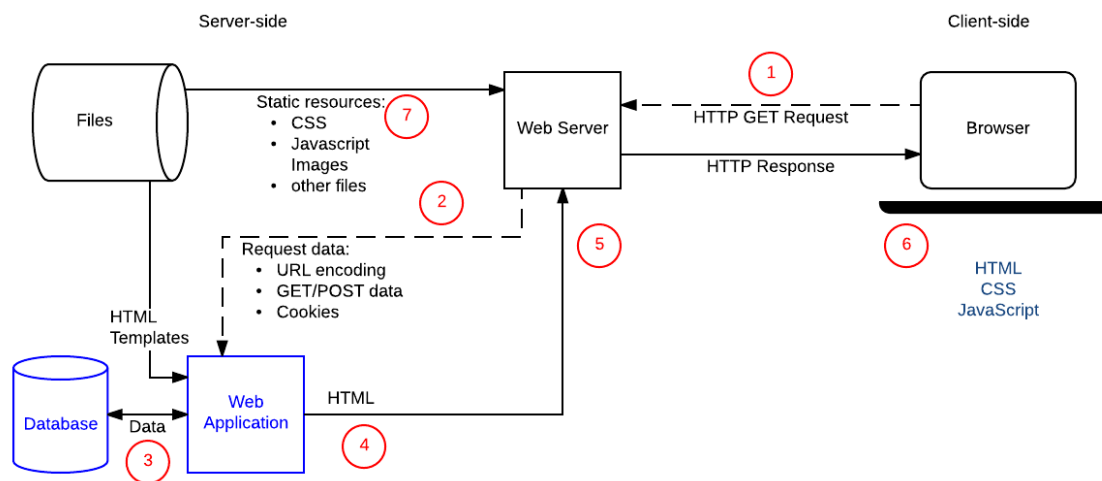 Server-side
Client-side
Files
Static resources:
• CSS
• Javascript
Images
• other files
7
Web Server
1
HTTP GET Request
HTTP Response
Browser
2
Request data:
• URL encoding
• GET/POST data
• Cookies
5
6
HTML
CSS
JavaScript
HTML
Templates
Database
Data
3
Web
Application
HTML
4